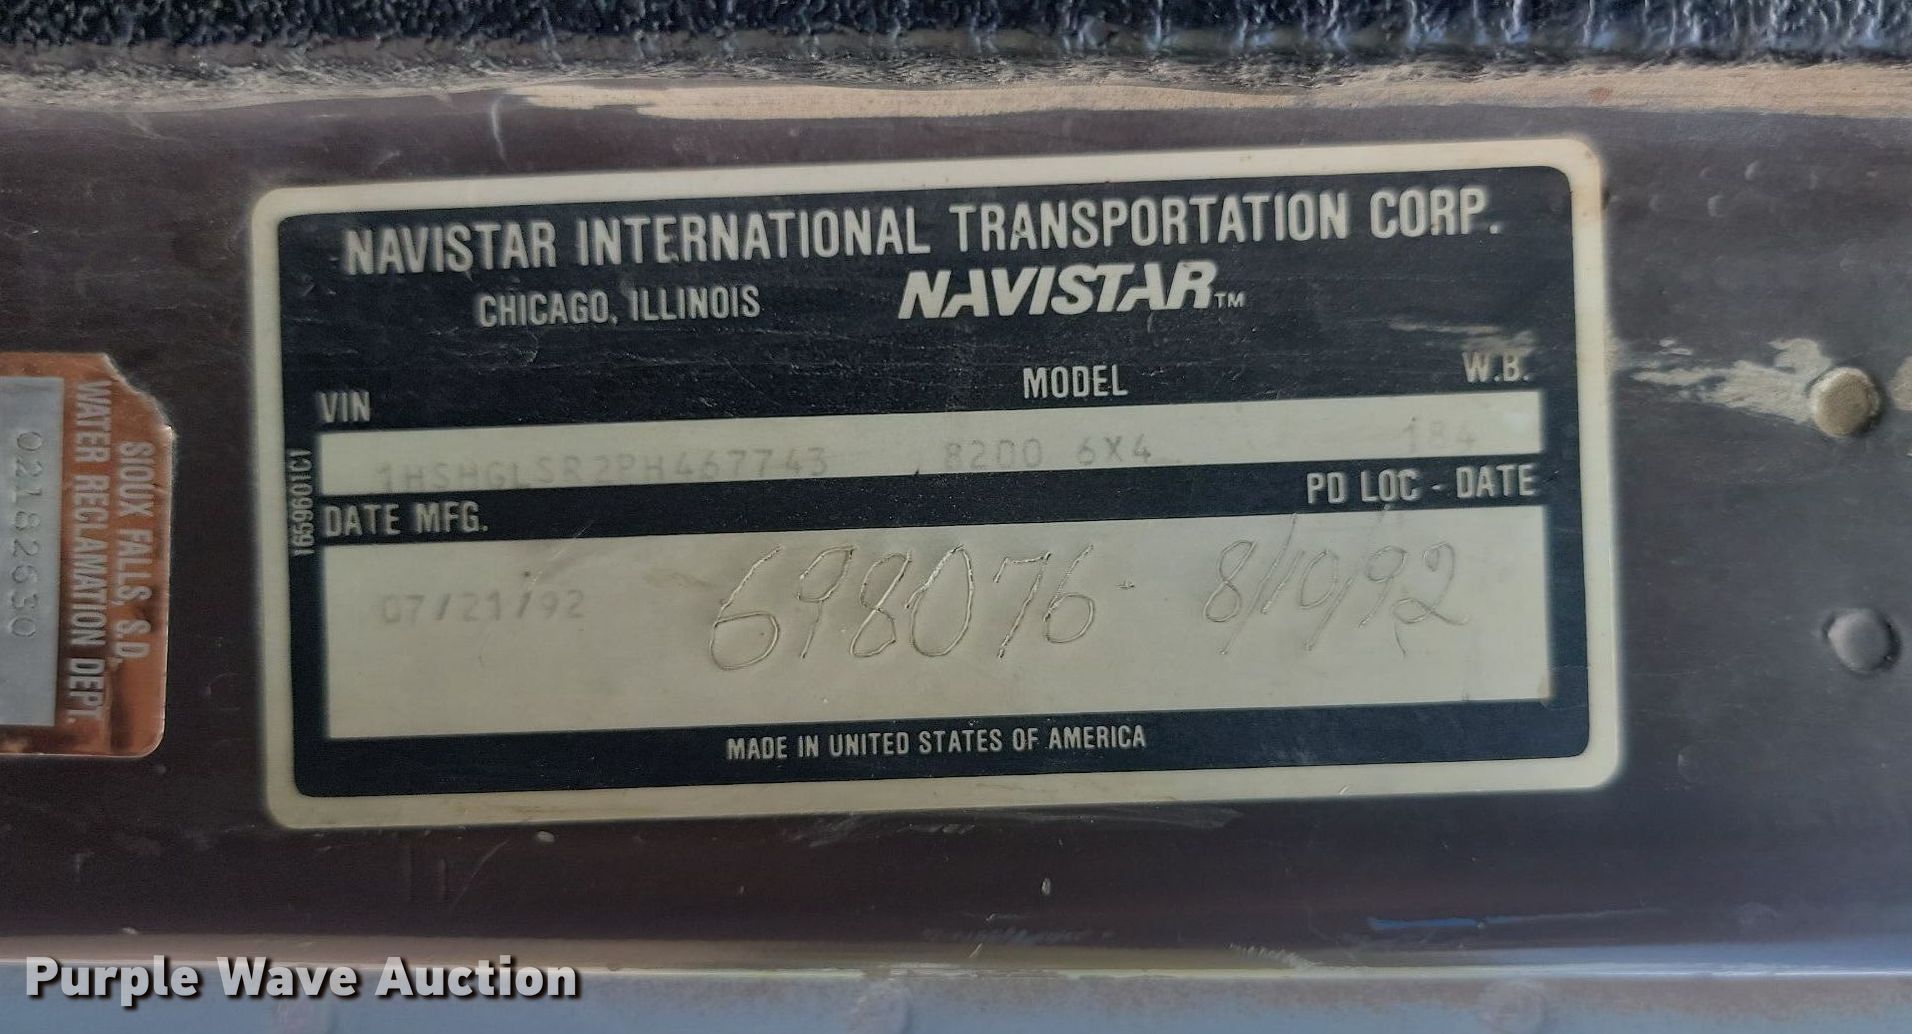 NAVISTAR INTERNATIONAL TRANSPORTATION CORP.
CHICAGO, ILLINOIS NAVISTAR™
VIN MODEL W.B.
1HSHGLSR2PH467743 8200 6X4 184
DATE MFG. PD LOC - DATE
07/21/92 698076 8/10/92
MADE IN UNITED STATES OF AMERICA
1659601C1
SIOUX FALLS, S.D.
WATER RECLAMATION DEPT.
02182530
Purple Wave Auction